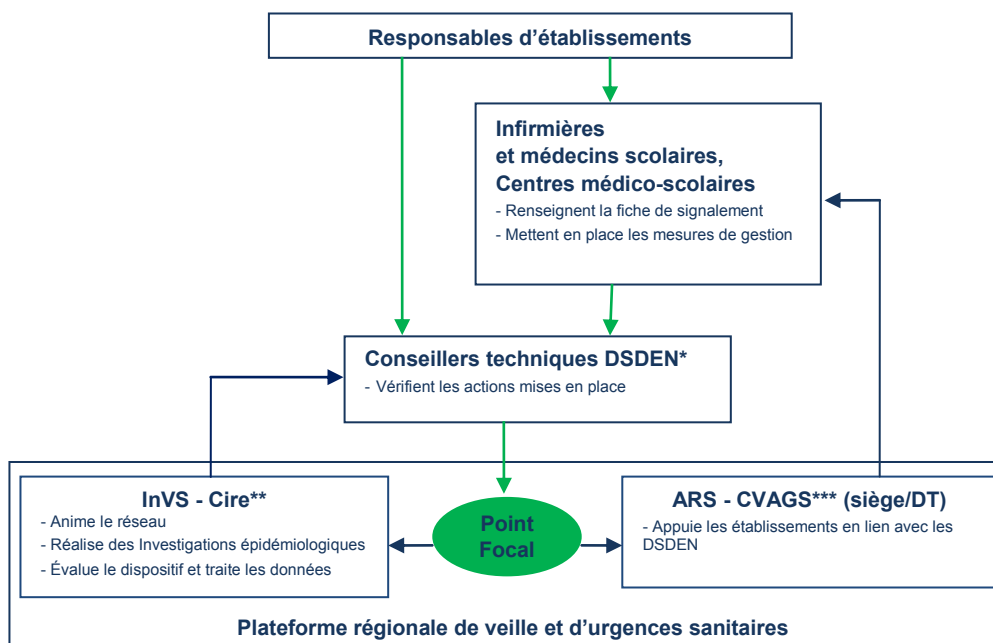 Responsables d’établissements
Infirmières
et médecins scolaires,
Centres médico-scolaires
- Renseignent la fiche de signalement
- Mettent en place les mesures de gestion
Conseillers techniques DSDEN*
- Vérifient les actions mises en place
InVS - Cire**
- Anime le réseau
- Réalise des Investigations épidémiologiques
- Évalue le dispositif et traite les données
Point
Focal
ARS - CVAGS*** (siège/DT)
- Appuie les établissements en lien avec les
DSDEN
Plateforme régionale de veille et d’urgences sanitaires